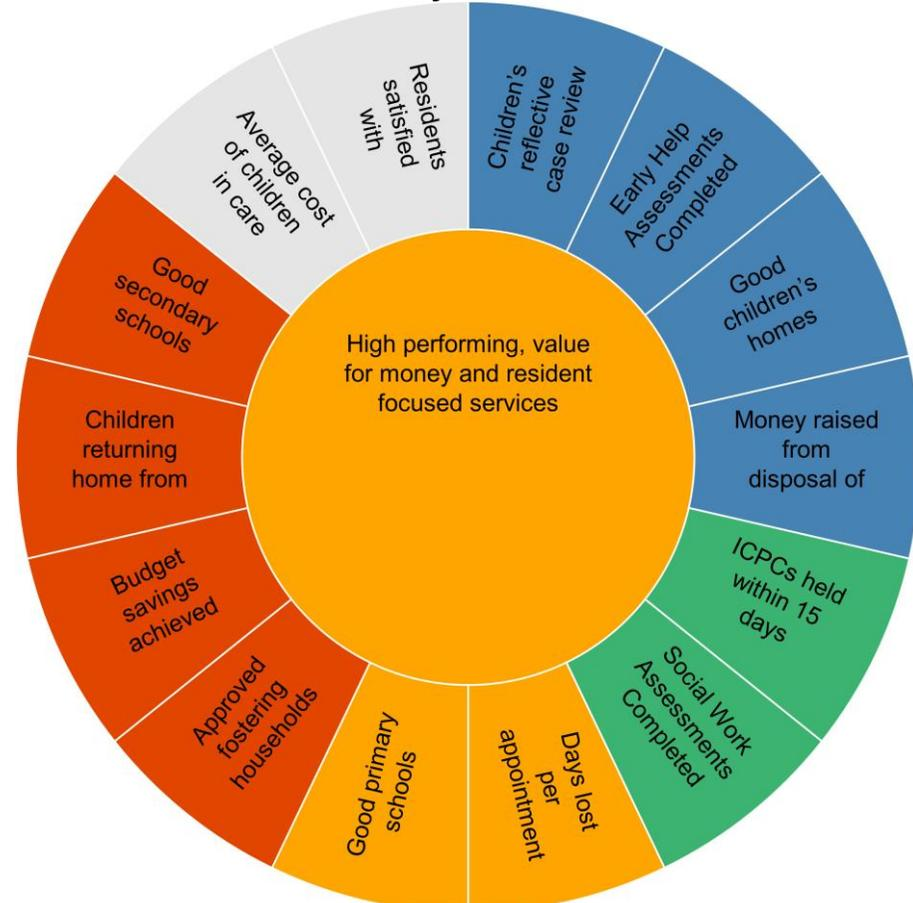 Children's
reflective
case review
Early Help
Assessments
Completed
Good
children's
homes
Money raised
from
disposal of
ICPCs held
within 15
days
Social Work
Assessments
Completed
Days lost
per
appointment
Good primary
schools
Approved
fostering
households
Budget
savings
achieved
Children
returning
home from
Good
secondary
schools
Average cost
of children
in care
Residents
satisfied
with
High performing, value
for money and resident
focused services